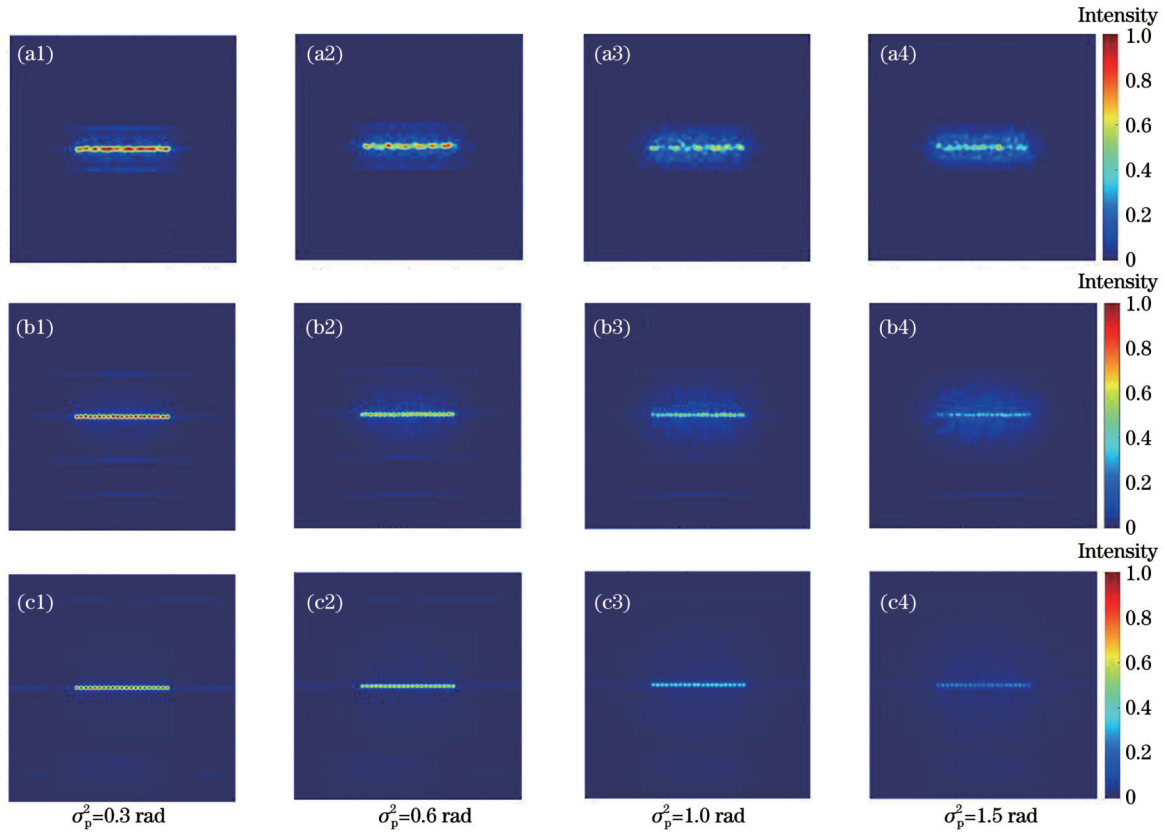 Intensity
(a1) (a2) (a3) (a4) 1.0
0.8
0.6
0.4
0.2
0
Intensity
(b1) (b2) (b3) (b4) 1.0
0.8
0.6
0.4
0.2
0
Intensity
(c1) (c2) (c3) (c4) 1.0
0.8
0.6
0.4
0.2
0
σ²ₚ=0.3 rad σ²ₚ=0.6 rad σ²ₚ=1.0 rad σ²ₚ=1.5 rad